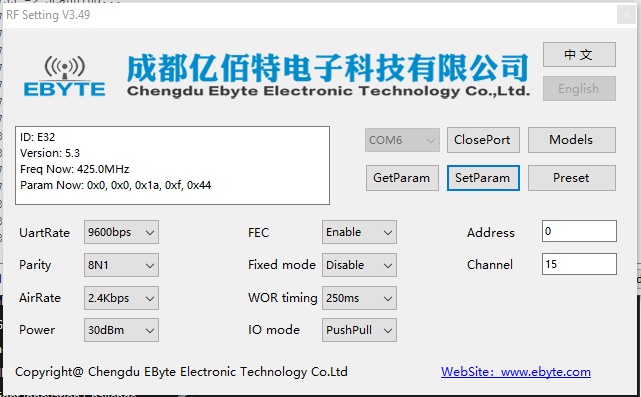 RF Setting V3.49
EBYTE
成都亿佰特电子科技有限公司
Chengdu Ebyte Electronic Technology Co.,Ltd.
中 文
English
ID: E32
Version: 5.3
Freq Now: 425.0MHz
Param Now: 0x0, 0x0, 0x1a, 0xf, 0x44
COM6 ClosePort Models
GetParam SetParam Preset
UartRate 9600bps FEC Enable Address 0
Parity 8N1 Fixed mode Disable Channel 15
AirRate 2.4Kbps WOR timing 250ms
Power 30dBm IO mode PushPull
Copyright@ Chengdu EByte Electronic Technology Co.Ltd WebSite：www.ebyte.com